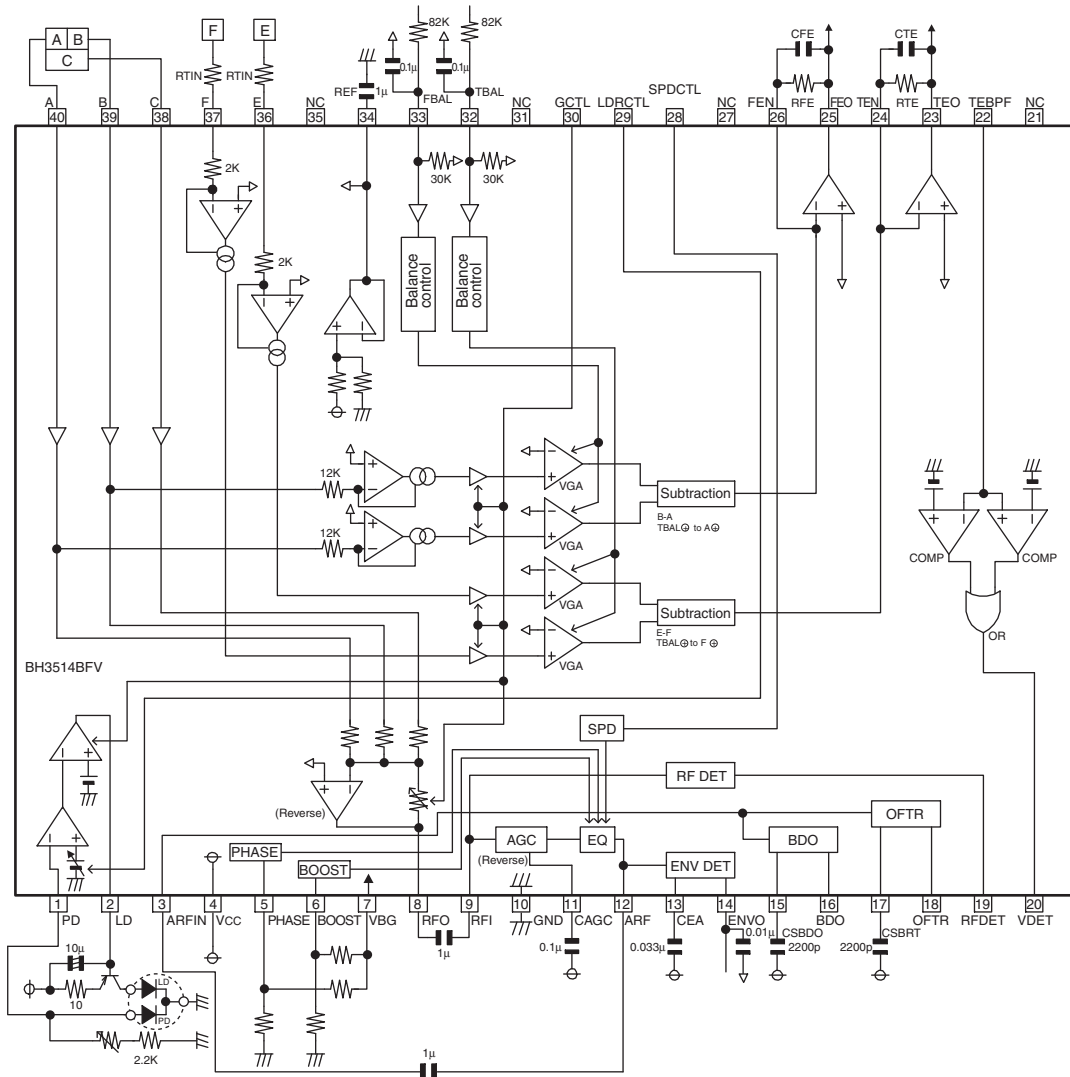 82K 82K
A B
C
F E
CFE CTE
0.1μ 0.1μ
RTIN RTIN
REF 1μ
FBAL TBAL
RFE RTE
A B C F E NC FBAL TBAL NC GCTL LDRCTL SPDCTL NC FEN FEO TEN TEO TEBPF NC
40 39 38 37 36 35 34 33 32 31 30 29 28 27 26 25 24 23 22 21
2K
30K 30K
2K
Balance control
Balance control
12K
VGA
Subtraction
B-A
TBAL⊕ to A⊕
12K
VGA
COMP COMP
VGA
Subtraction
E-F
TBAL⊕ to F ⊕
OR
VGA
BH3514BFV
SPD
RF DET
(Reverse)
OFTR
PHASE
AGC
EQ
BDO
(Reverse)
BOOST
ENV DET
1 2 3 4 5 6 7 8 9 10 11 12 13 14 15 16 17 18 19 20
PD LD ARFIN VCC PHASE BOOST VBG RFO RFI GND CAGC ARF CEA ENVO BDO OFTR RFDET VDET
10μ
1μ
0.1μ
0.033μ
0.01μ
CSBDO
2200p
CSBRT
2200p
LD
10
PD
2.2K
1μ